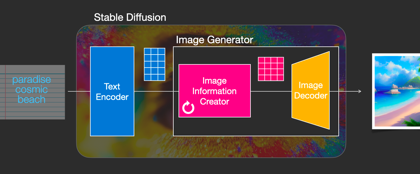 Stable Diffusion
Image Generator
paradise
cosmic
beach
Text
Encoder
Image
Information
Creator
Image
Decoder